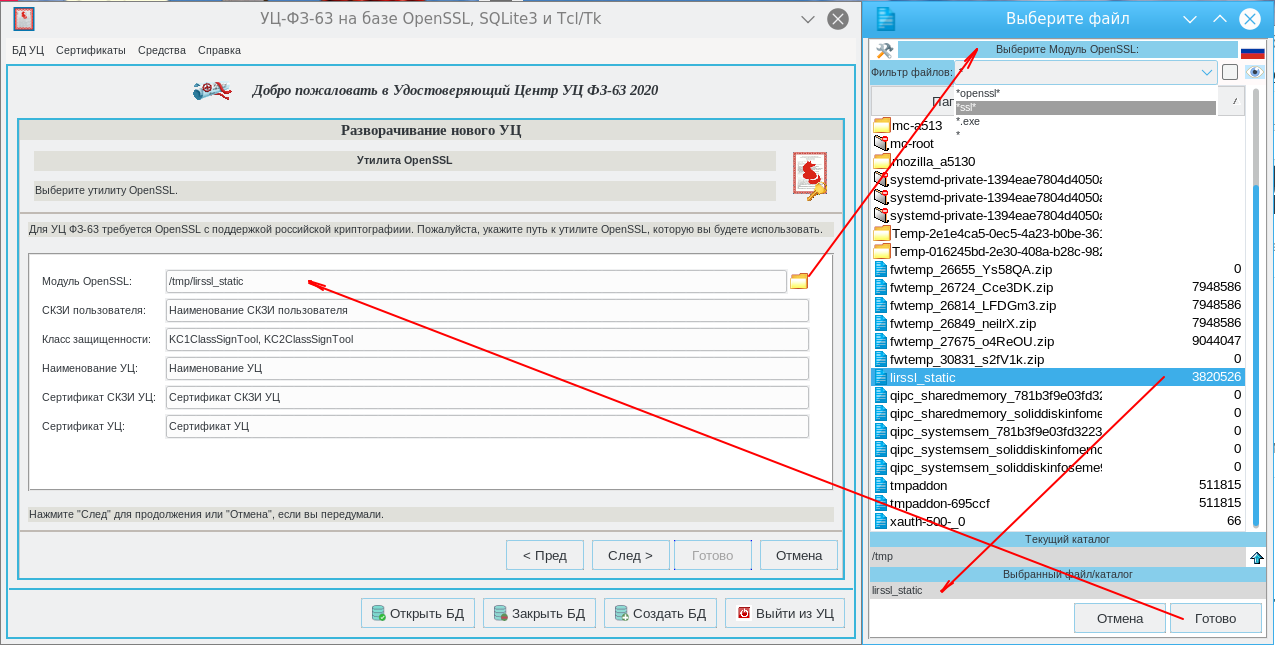 УЦ-ФЗ-63 на базе OpenSSL, SQLite3 и Tcl/Tk
БД УЦ Сертификаты Средства Справка
Добро пожаловать в Удостоверяющий Центр УЦ ФЗ-63 2020
Разворачивание нового УЦ
Утилита OpenSSL
Выберите утилиту OpenSSL.
Для УЦ ФЗ-63 требуется OpenSSL с поддержкой российской криптографиии. Пожалуйста, укажите путь к утилите OpenSSL, которую вы будете использовать.
Модуль OpenSSL: /tmp/lirssl_static
СКЗИ пользователя: Наименование СКЗИ пользователя
Класс защищенности: KC1ClassSignTool, KC2ClassSignTool
Наименование УЦ: Наименование УЦ
Сертификат СКЗИ УЦ: Сертификат СКЗИ УЦ
Сертификат УЦ: Сертификат УЦ
Нажмите "След" для продолжения или "Отмена", если вы передумали.
< Пред След > Готово Отмена
Открыть БД Закрыть БД Создать БД Выйти из УЦ
Выберите файл
Выберите Модуль OpenSSL:
Фильтр файлов: *
*openssl*
*ssl*
*.exe
*
Пап
mc-a513
mc-root
mozilla_a5130
systemd-private-1394eae7804d4050a
systemd-private-1394eae7804d4050a
systemd-private-1394eae7804d4050a
Temp-2e1e4ca5-0ec5-4a23-b0be-361
Temp-016245bd-2e30-408a-b28c-982
fwtemp_26655_Ys58QA.zip 0
fwtemp_26724_Cce3DK.zip 7948586
fwtemp_26814_LFDGm3.zip 7948586
fwtemp_26849_neilrX.zip 7948586
fwtemp_27675_o4ReOU.zip 9044047
fwtemp_30831_s2fV1k.zip 0
lirssl_static 3820526
qipc_sharedmemory_781b3f9e03fd32 0
qipc_sharedmemory_soliddiskinfome 0
qipc_systemsem_781b3f9e03fd3223 0
qipc_systemsem_soliddiskinfomemo 0
qipc_systemsem_soliddiskinfoseme9 0
tmpaddon 511815
tmpaddon-695ccf 511815
xauth-500-_0 66
Текущий каталог
/tmp
Выбранный файл/каталог
lirssl_static
Отмена Готово